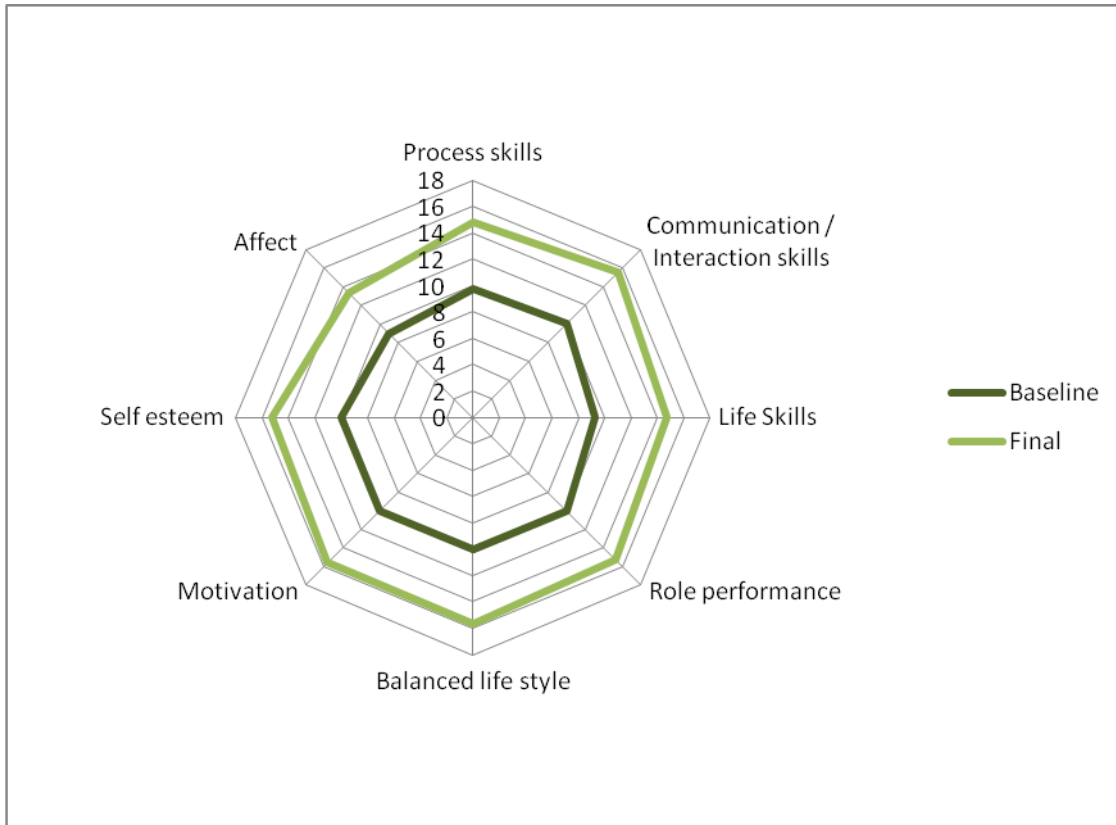 Process skills
18
16
14
12
10
8
6
4
2
0
Communication /
Interaction skills
Life Skills
Role performance
Balanced life style
Motivation
Self esteem
Affect
Baseline
Final